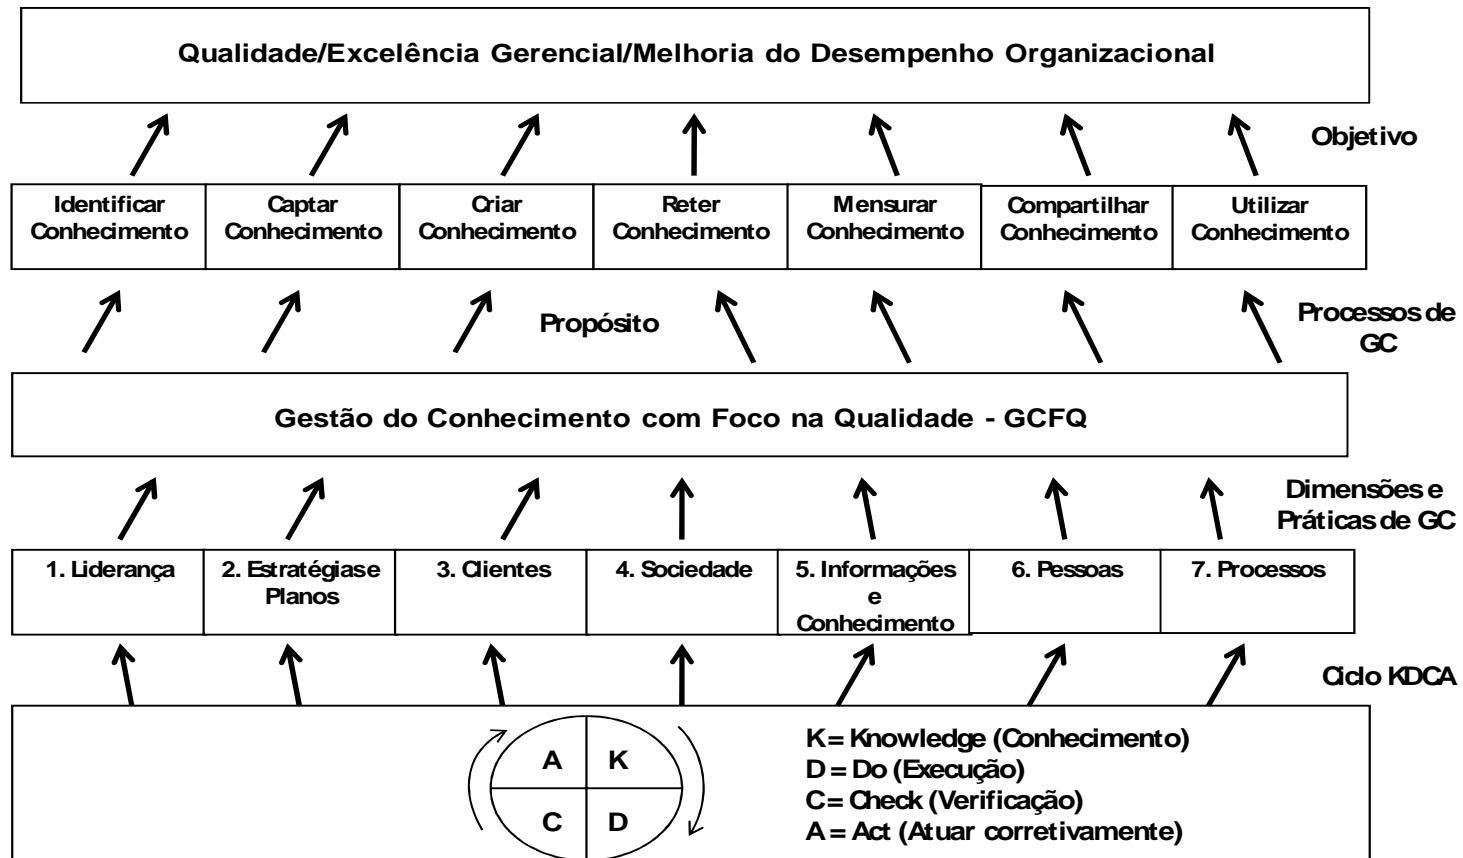 Qualidade/Excelência Gerencial/Melhoria do Desempenho Organizacional
Objetivo
Identificar
Conhecimento
Captar
Conhecimento
Criar
Conhecimento
Reter
Conhecimento
Mensurar
Conhecimento
Compartilhar
Conhecimento
Utilizar
Conhecimento
Propósito
Processos de
GC
Gestão do Conhecimento com Foco na Qualidade - GCFQ
Dimensões e
Práticas de GC
1. Liderança
2. Estratégias e
Planos
3. Clientes
4. Sociedade
5. Informações
e
Conhecimento
6. Pessoas
7. Processos
Ciclo KDCA
A
K
C
D
K = Knowledge (Conhecimento)
D = Do (Execução)
C = Check (Verificação)
A = Act (Atuar corretivamente)